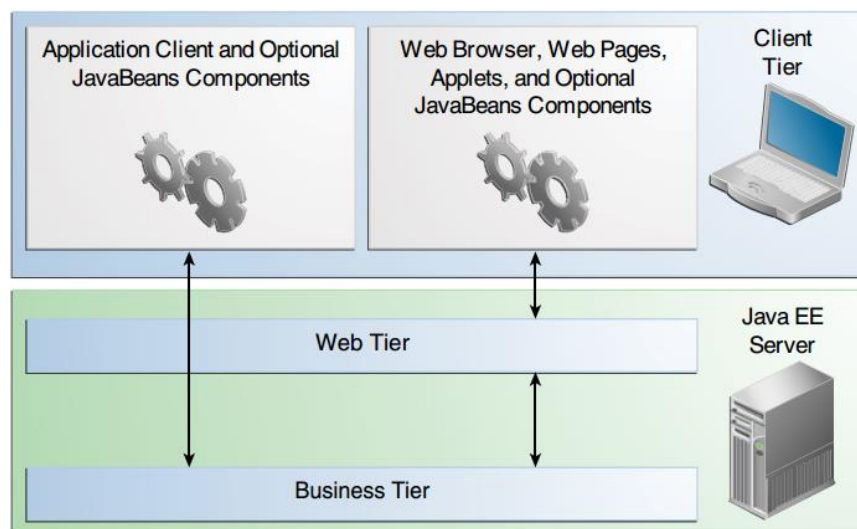 Application Client and Optional
JavaBeans Components
Web Browser, Web Pages,
Applets, and Optional
JavaBeans Components
Client
Tier
Web Tier
Java EE
Server
Business Tier